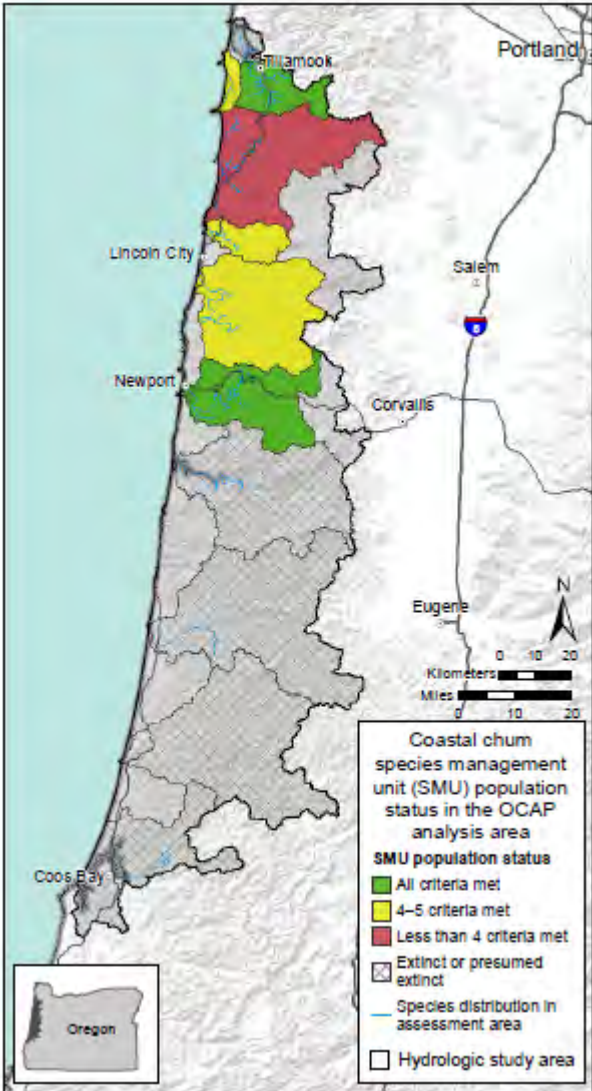 Portland
Tillamook
Lincoln City
Salem
5
Newport
Corvallis
Eugene
N
0 10 20
Kilometers
Miles
0 10 20
Coos Bay
Coastal chum
species management
unit (SMU) population
status in the OCAP
analysis area
SMU population status
All criteria met
4–5 criteria met
Less than 4 criteria met
Extinct or presumed
extinct
Species distribution in
assessment area
Hydrologic study area
Oregon